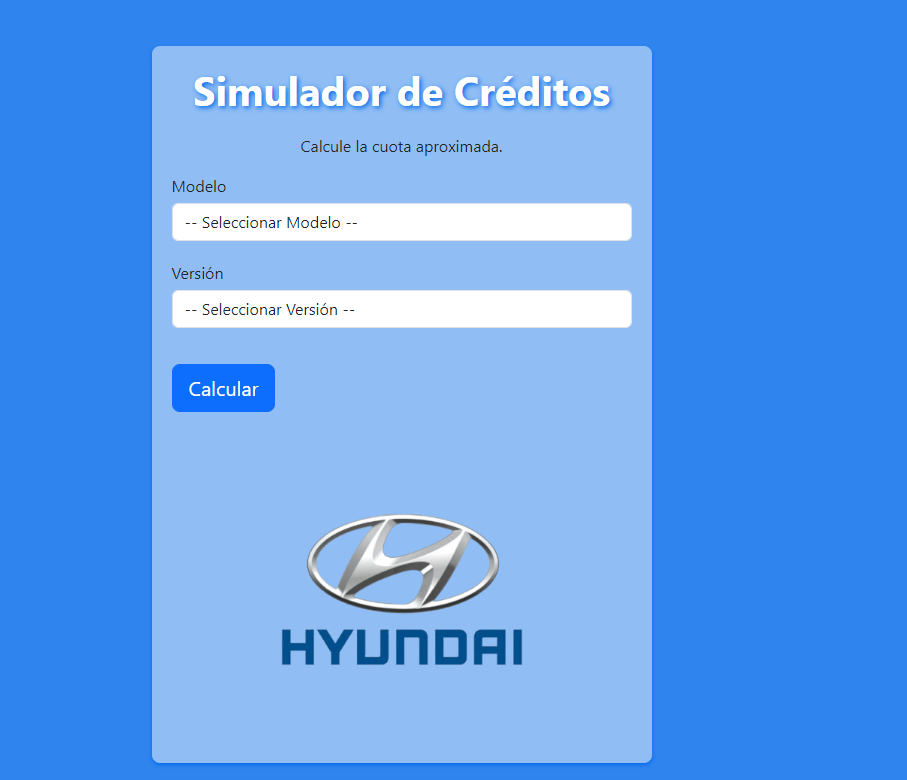 Simulador de Créditos
Calcule la cuota aproximada.
Modelo
-- Seleccionar Modelo --
Versión
-- Seleccionar Versión --
Calcular
HYUNDAI